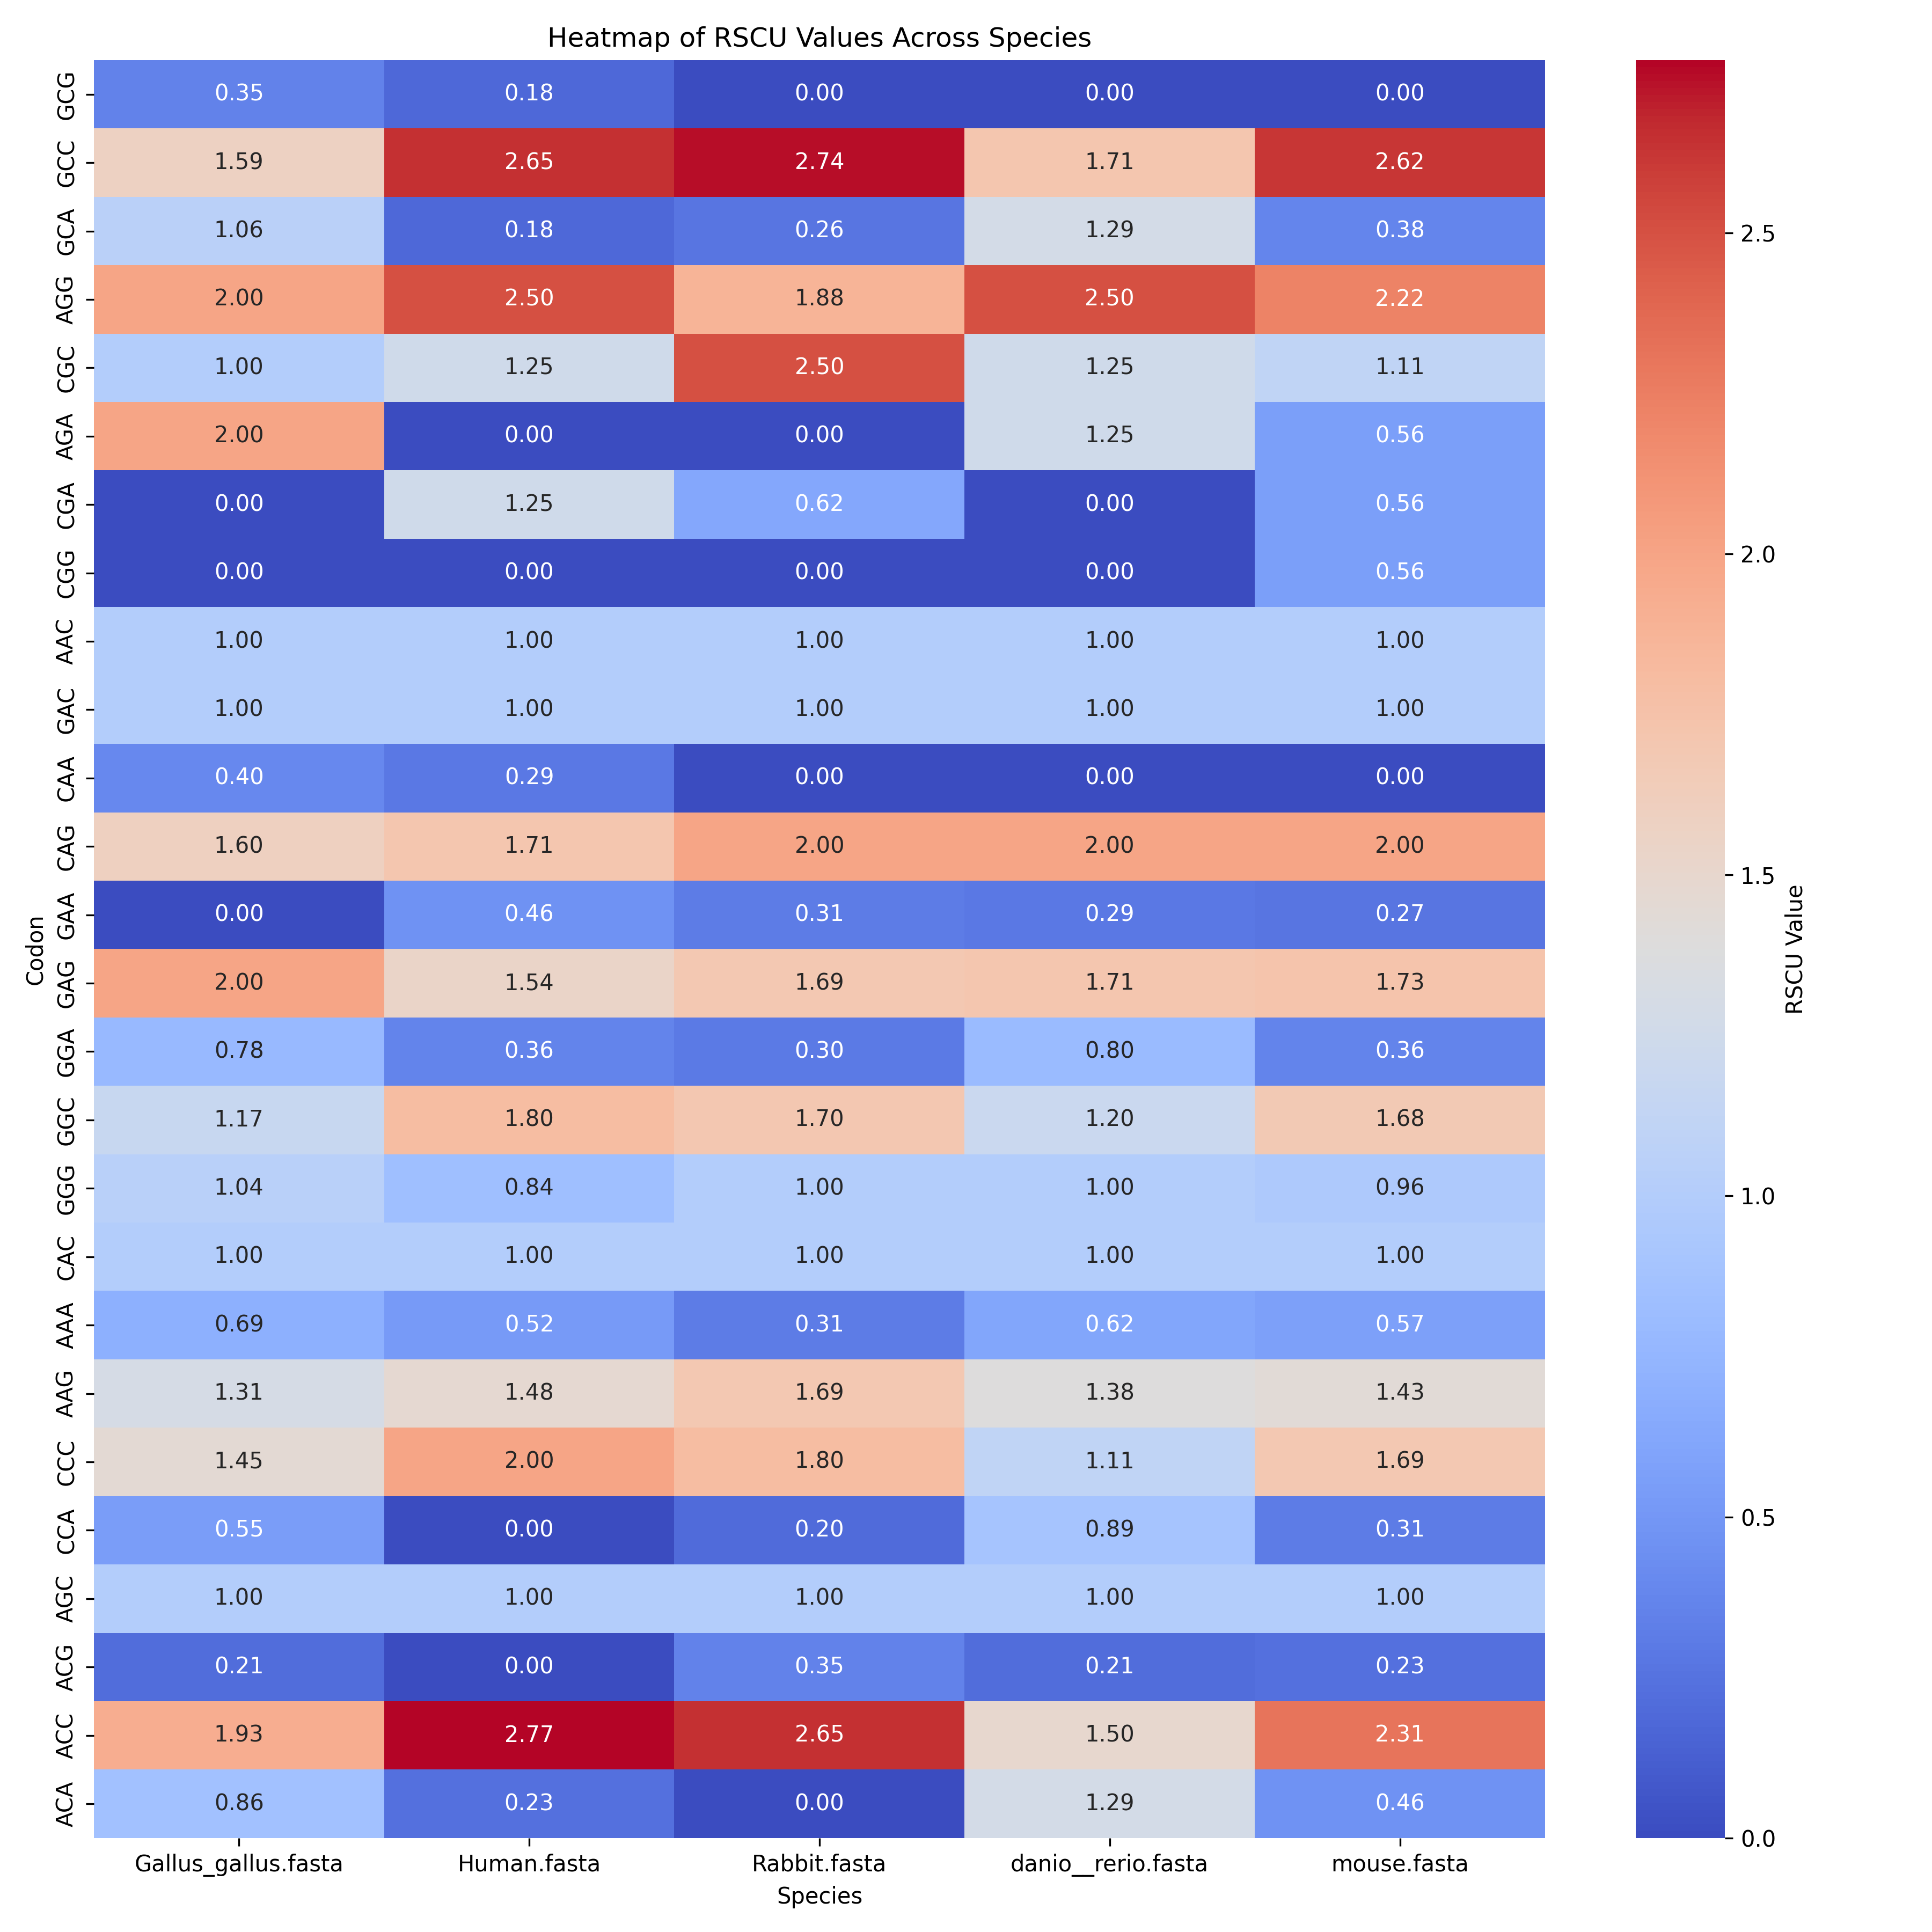 Heatmap of RSCU Values Across Species
GCG 0.35 0.18 0.00 0.00 0.00
GCC 1.59 2.65 2.74 1.71 2.62
GCA 1.06 0.18 0.26 1.29 0.38
AGG 2.00 2.50 1.88 2.50 2.22
CGC 1.00 1.25 2.50 1.25 1.11
AGA 2.00 0.00 0.00 1.25 0.56
CGA 0.00 1.25 0.62 0.00 0.56
CGG 0.00 0.00 0.00 0.00 0.56
AAC 1.00 1.00 1.00 1.00 1.00
GAC 1.00 1.00 1.00 1.00 1.00
CAA 0.40 0.29 0.00 0.00 0.00
CAG 1.60 1.71 2.00 2.00 2.00
GAA 0.00 0.46 0.31 0.29 0.27
GAG 2.00 1.54 1.69 1.71 1.73
GGA 0.78 0.36 0.30 0.80 0.36
GGC 1.17 1.80 1.70 1.20 1.68
GGG 1.04 0.84 1.00 1.00 0.96
CAC 1.00 1.00 1.00 1.00 1.00
AAA 0.69 0.52 0.31 0.62 0.57
AAG 1.31 1.48 1.69 1.38 1.43
CCC 1.45 2.00 1.80 1.11 1.69
CCA 0.55 0.00 0.20 0.89 0.31
AGC 1.00 1.00 1.00 1.00 1.00
ACG 0.21 0.00 0.35 0.21 0.23
ACC 1.93 2.77 2.65 1.50 2.31
ACA 0.86 0.23 0.00 1.29 0.46
Gallus_gallus.fasta Human.fasta Rabbit.fasta danio__rerio.fasta mouse.fasta
Species
Codon
2.5
2.0
1.5
1.0
0.5
0.0
RSCU Value